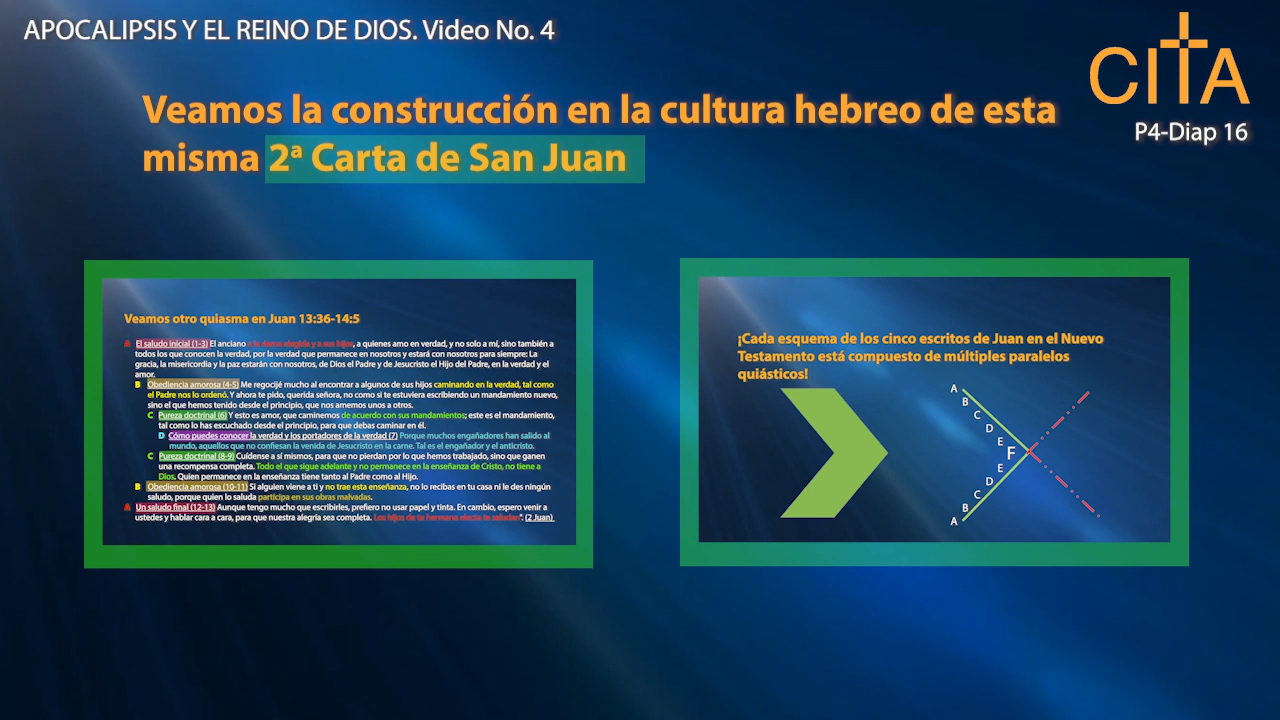 APOCALIPSIS Y EL REINO DE DIOS. Video No. 4
CITA
P4-Diap 16
Veamos la construcción en la cultura hebreo de esta
misma 2ª Carta de San Juan
Veamos otro quiasma en Juan 13:36-14:5
A El saludo inicial (1-3) El anciano a la dama elegida y a sus hijos, a quienes amo en verdad, y no solo a mí, sino también a
todos los que conocen la verdad, por la verdad que permanece en nosotros y estará con nosotros para siempre: La
gracia, la misericordia y la paz estarán con nosotros, de Dios el Padre y de Jesucristo el Hijo del Padre, en la verdad y el
amor.
B Obediencia amorosa (4-5) Me regocijé mucho al encontrar a algunos de sus hijos caminando en la verdad, tal como
el Padre nos lo ordenó. Y ahora te pido, querida señora, no como si te estuviera escribiendo un mandamiento nuevo,
sino el que hemos tenido desde el principio, que nos amemos unos a otros.
C Pureza doctrinal (6) Y esto es amor, que caminemos de acuerdo con sus mandamientos; este es el mandamiento,
tal como lo has escuchado desde el principio, para que debas caminar en él.
D Cómo puedes conocer la verdad y los portadores de la verdad (7) Porque muchos engañadores han salido al
mundo, aquellos que no confiesan la venida de Jesucristo en la carne. Tal es el engañador y el anticristo.
C Pureza doctrinal (8-9) Cuídense a sí mismos, para que no pierdan por lo que hemos trabajado, sino que ganen
una recompensa completa. Todo el que sigue adelante y no permanece en la enseñanza de Cristo, no tiene a
Dios. Quien permanece en la enseñanza tiene tanto al Padre como al Hijo.
B Obediencia amorosa (10-11) Si alguien viene a ti y no trae esta enseñanza, no lo recibas en tu casa ni le des ningún
saludo, porque quien lo saluda participa en sus obras malvadas.
A Un saludo final (12-13) Aunque tengo mucho que escribirles, prefiero no usar papel y tinta. En cambio, espero venir a
ustedes y hablar cara a cara, para que nuestra alegría sea completa. Los hijos de tu hermana electa te saludan". (2 Juan)
¡Cada esquema de los cinco escritos de Juan en el Nuevo
Testamento está compuesto de múltiples paralelos
quiásticos!
A
B
C
D
E
F
E
D
C
B
A